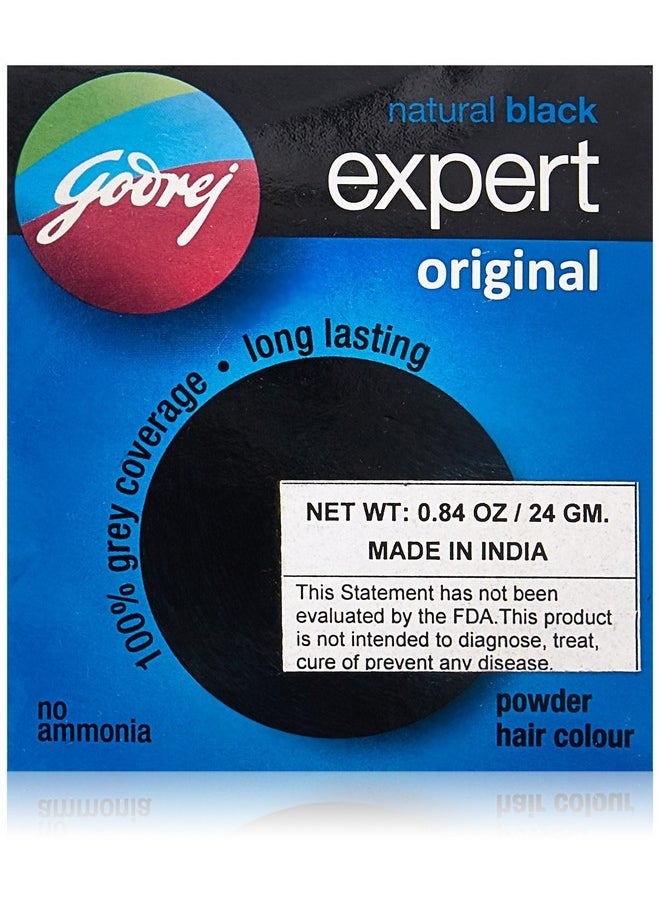 Godrej
natural black
expert
original
100% grey coverage • long lasting
NET WT: 0.84 OZ / 24 GM.
MADE IN INDIA
This Statement has not been
evaluated by the FDA.This product
is not intended to diagnose, treat,
cure of prevent any disease.
no
ammonia
powder
hair colour